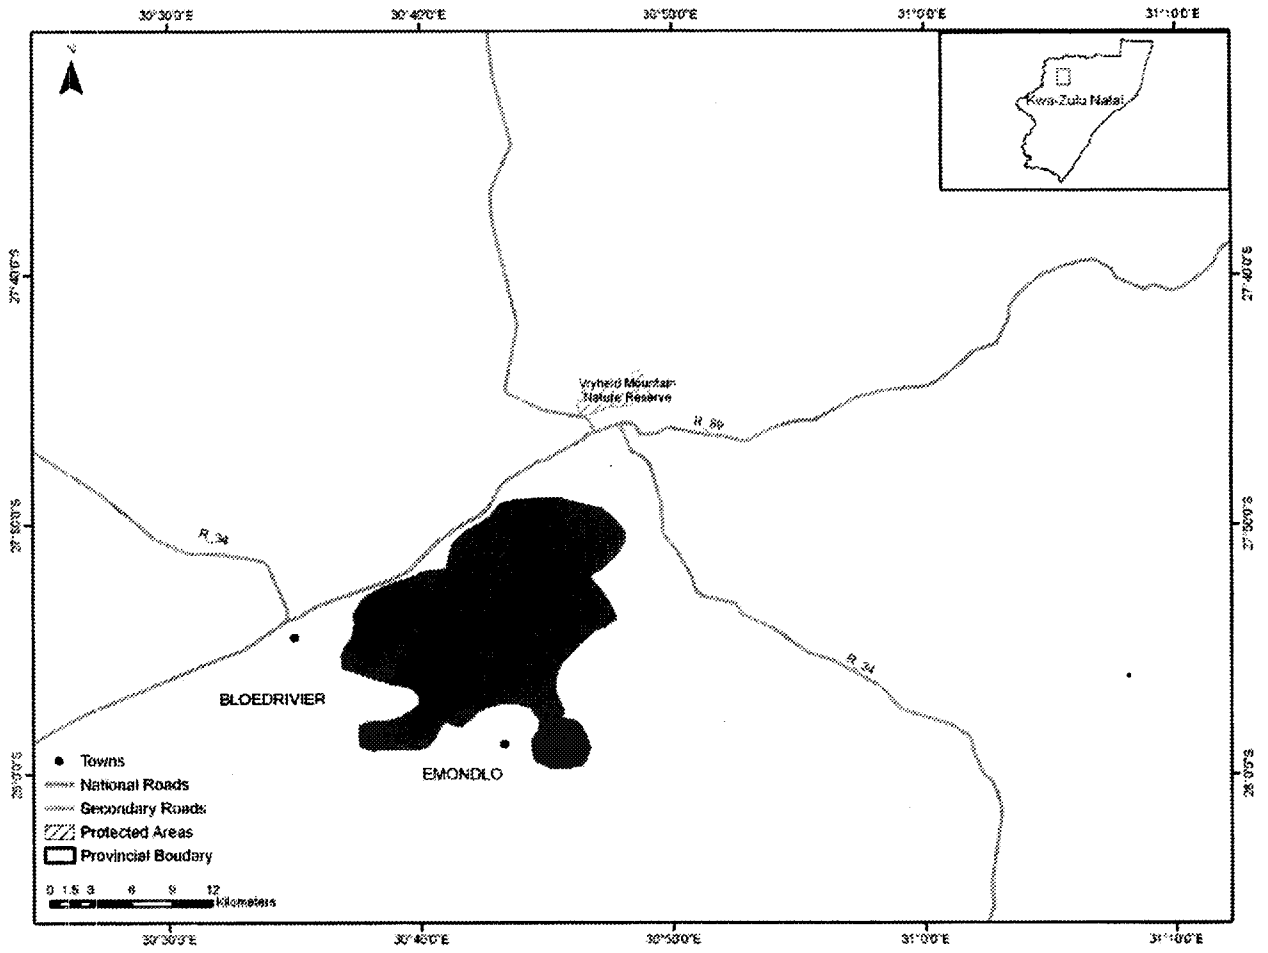 30°30'0"E 30°40'0"E 30°50'0"E 31°0'0"E 31°10'0"E
Kwa-Zulu Natal
27°40'0"S 27°40'0"S
Vryheid Mountain
Nature Reserve
R_69
27°50'0"S 27°50'0"S
R_34
R_34
BLOEDRIVIER
EMONDLO
28°0'0"S 28°0'0"S
Towns
National Roads
Secondary Roads
Protected Areas
Provincial Boudary
0 1.5 3 6 9 12
Kilometers
30°30'0"E 30°40'0"E 30°50'0"E 31°0'0"E 31°10'0"E